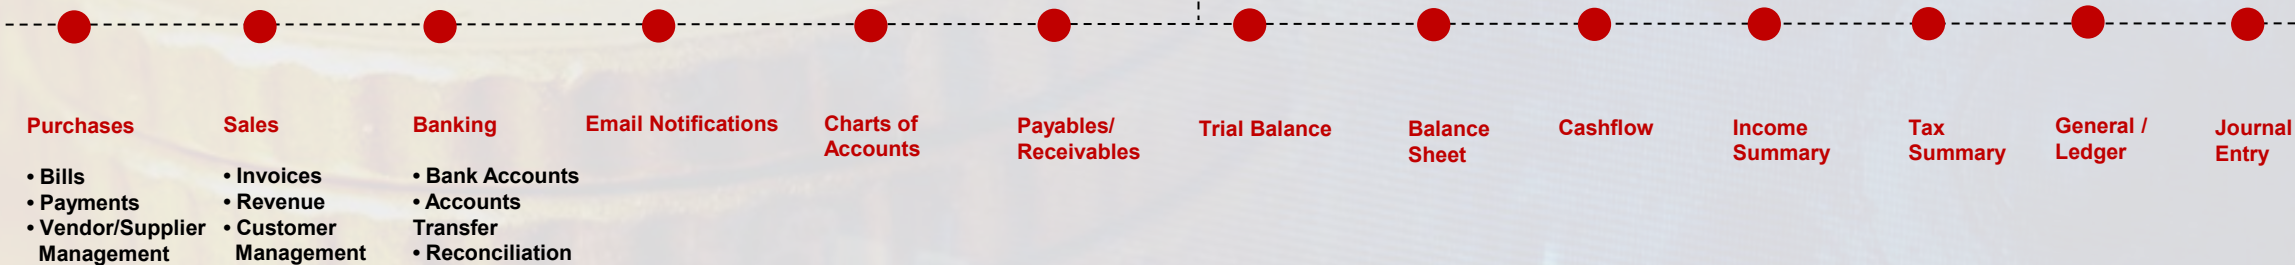 Purchases
• Bills
• Payments
• Vendor/Supplier
Management
Sales
• Invoices
• Revenue
• Customer
Management
Banking
• Bank Accounts
• Accounts
Transfer
• Reconciliation
Email Notifications
Charts of
Accounts
Payables/
Receivables
Trial Balance
Balance
Sheet
Cashflow
Income
Summary
Tax
Summary
General /
Ledger
Journal
Entry